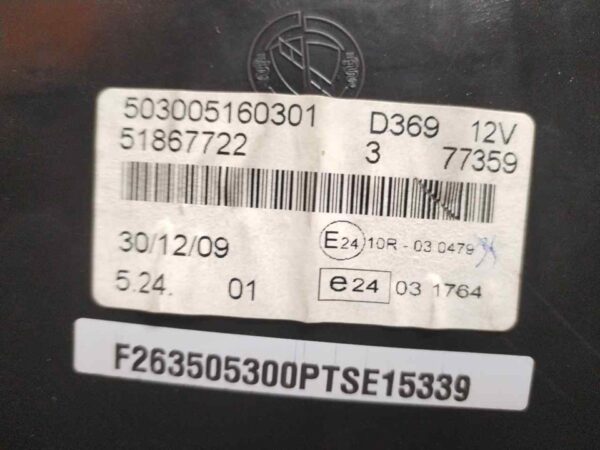 503005160301 D369 12V
51867722 3 77359
30/12/09 E24 10R - 03 0479
5.24. 01 e24 03 1764
F263505300PTSE15339